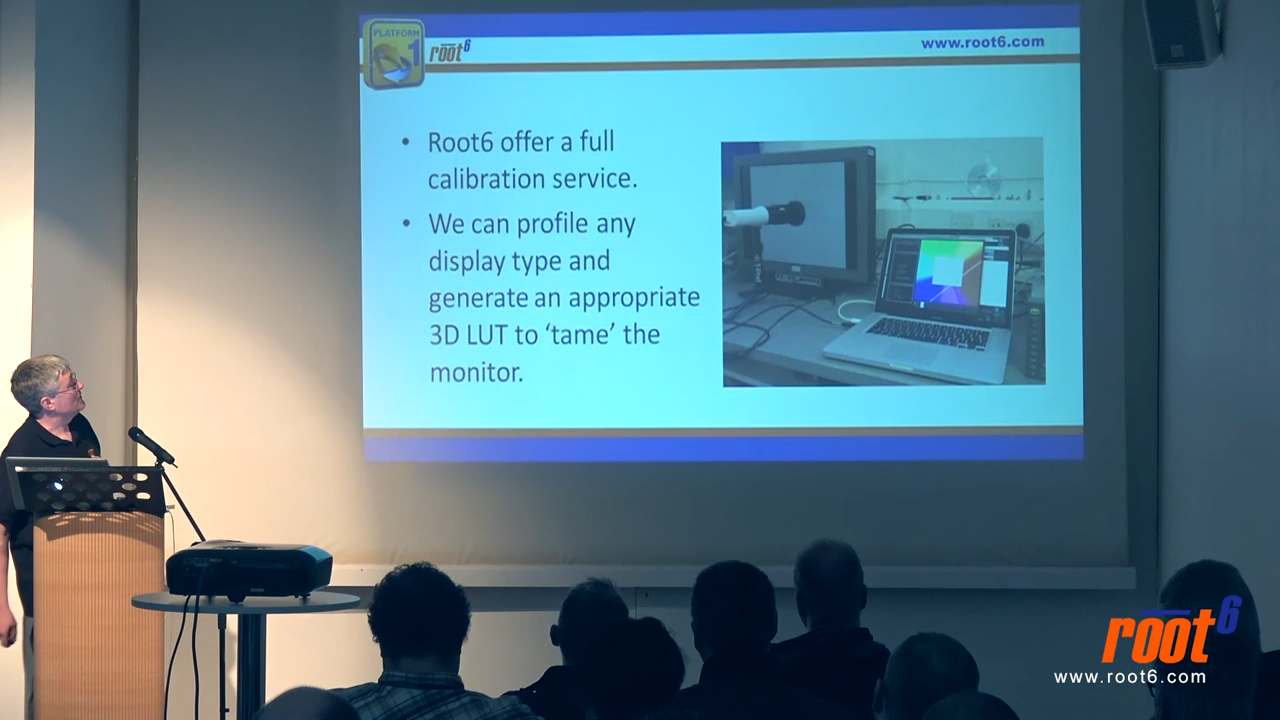 PLATFORM
1
root6
www.root6.com
• Root6 offer a full
calibration service.
• We can profile any
display type and
generate an appropriate
3D LUT to ‘tame’ the
monitor.
root6
www.root6.com